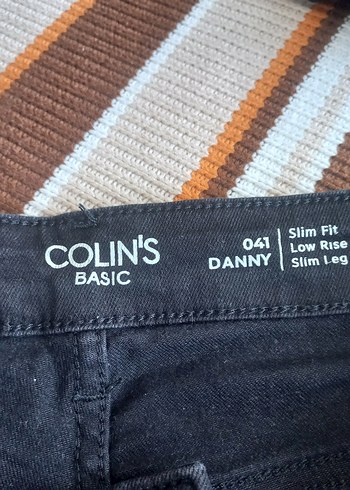 COLIN'S
BASIC
041
DANNY
Slim Fit
Low Rise
Slim Leg